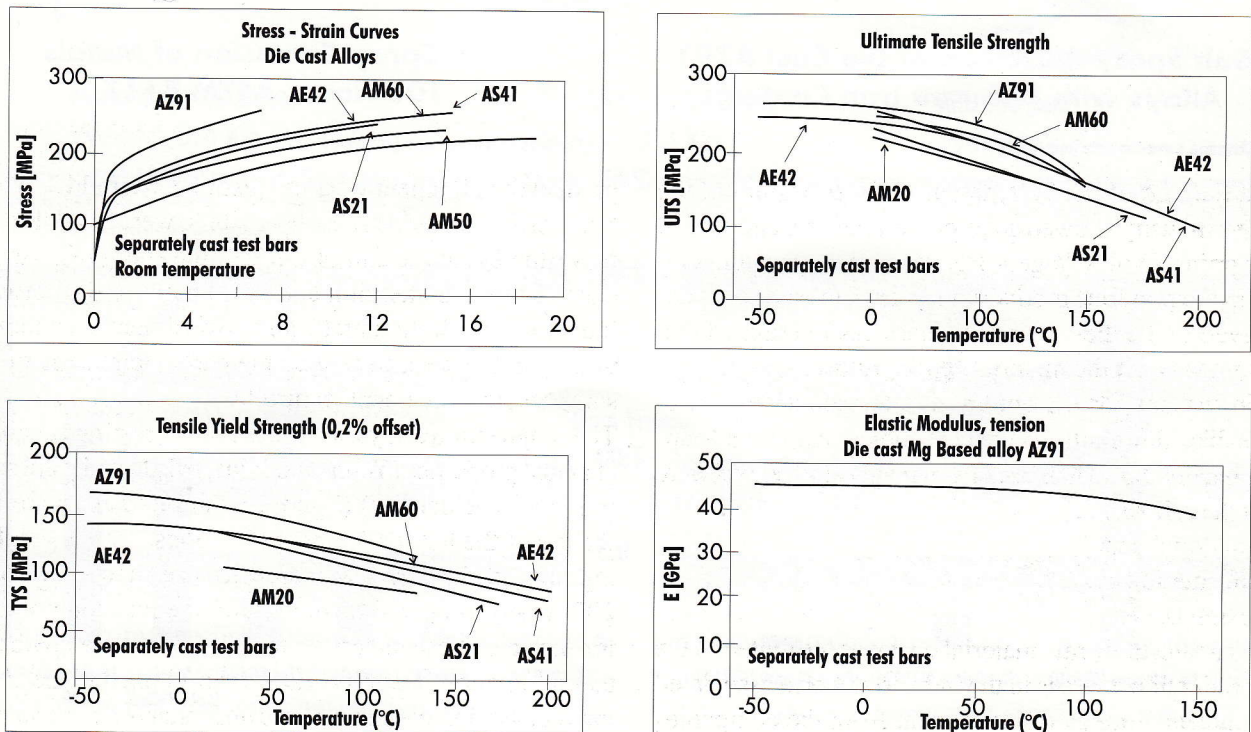 Stress - Strain Curves
Die Cast Alloys
300
200
100
0
Stress [MPa]
AZ91
AE42
AM60
AS41
AS21
AM50
Separately cast test bars
Room temperature
0 4 8 12 16 20
Ultimate Tensile Strength
300
200
100
0
UTS [MPa]
AZ91
AM60
AE42
AM20
AE42
AS21
AS41
Separately cast test bars
-50 0 50 100 150 200
Temperature (°C)
Tensile Yield Strength (0,2% offset)
200
150
100
50
0
TYS [MPa]
AZ91
AM60
AE42
AE42
AM20
AS21
AS41
Separately cast test bars
-50 0 50 100 150 200
Temperature (°C)
Elastic Modulus, tension
Die cast Mg Based alloy AZ91
50
40
30
20
10
0
E [GPa]
Separately cast test bars
-50 0 50 100 150
Temperature (°C)